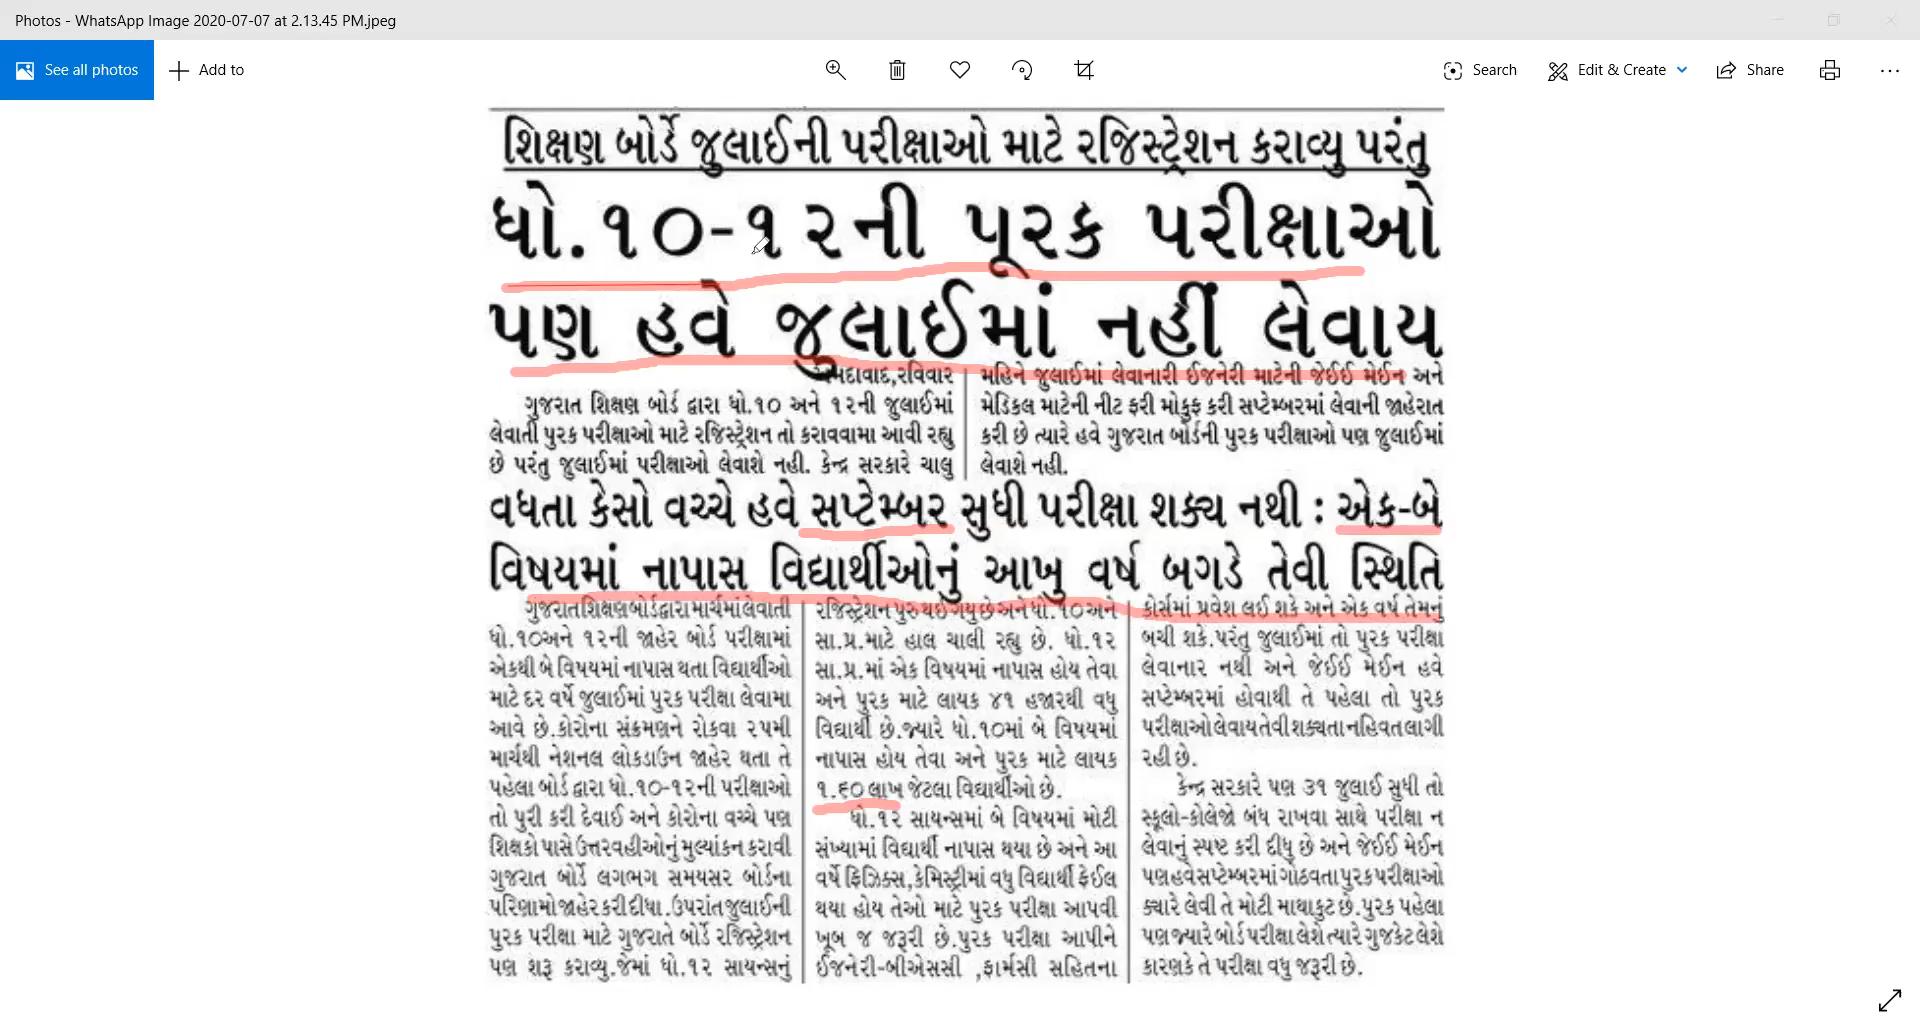 Photos - WhatsApp Image 2020-07-07 at 2.13.45 PM.jpeg
See all photos
Add to
Search
Edit & Create
Share
શિક્ષણ બોર્ડે જુલાઈની પરીક્ષાઓ માટે રજિસ્ટ્રેશન કરાવ્યુ પરંતુ
ધો.૧૦-૧૨ની પૂરક પરીક્ષાઓ
પણ હવે જુલાઈમાં નહીં લેવાય
અમદાવાદ,રવિવાર
ગુજરાત શિક્ષણ બોર્ડ દ્વારા ધો.૧૦ અને ૧૨ની જુલાઈમાં
લેવાતી પુરક પરીક્ષાઓ માટે રજિસ્ટ્રેશન તો કરાવવામા આવી રહ્યુ
છે પરંતુ જુલાઈમાં પરીક્ષાઓ લેવાશે નહી. કેન્દ્ર સરકારે ચાલુ
મહિને જુલાઈમાં લેવાનારી ઈજનેરી માટેની જેઈઈ મેઈન અને
મેડિકલ માટેની નીટ ફરી મોકુફ કરી સપ્ટેમ્બરમાં લેવાની જાહેરાત
કરી છે ત્યારે હવે ગુજરાત બોર્ડની પુરક પરીક્ષાઓ પણ જુલાઈમાં
લેવાશે નહી.
વધતા કેસો વચ્ચે હવે સપ્ટેમ્બર સુધી પરીક્ષા શક્ય નથી : એક-બે
વિષયમાં નાપાસ વિદ્યાર્થીઓનું આખુ વર્ષ બગડે તેવી સ્થિતિ
ગુજરાત શિક્ષણ બોર્ડ દ્વારા માર્ચમાં લેવાતી
ધો.૧૦અને ૧૨ની જાહેર બોર્ડ પરીક્ષામાં
એકથી બે વિષયમાં નાપાસ થતા વિદ્યાર્થીઓ
માટે દર વર્ષે જુલાઈમાં પુરક પરીક્ષા લેવામા
આવે છે.કોરોના સંક્રમણને રોકવા ૨૫મી
માર્ચથી નેશનલ લોકડાઉન જાહેર થતા તે
પહેલા બોર્ડ દ્વારા ધો.૧૦-૧૨ની પરીક્ષાઓ
તો પુરી કરી દેવાઈ અને કોરોના વચ્ચે પણ
શિક્ષકો પાસે ઉત્તરવહીઓનું મુલ્યાંકન કરાવી
ગુજરાત બોર્ડે લગભગ સમયસર બોર્ડના
પરિણામો જાહેર કરી દીધા.ઉપરાંત જુલાઈની
પુરક પરીક્ષા માટે ગુજરાતે બોર્ડે રજિસ્ટ્રેશન
પણ શરૂ કરાવ્યુ.જેમાં ધો.૧૨ સાયન્સનું
રજિસ્ટ્રેશન પુરુ થઈ ગયુ છે અને ધો.૧૦ અને
સા.પ્ર.માટે હાલ ચાલી રહ્યુ છે. ધો.૧૨
સા.પ્ર.માં એક વિષયમાં નાપાસ હોય તેવા
અને પુરક માટે લાયક ૪૧ હજારથી વધુ
વિદ્યાર્થી છે.જ્યારે ધો.૧૦માં બે વિષયમાં
નાપાસ હોય તેવા અને પુરક માટે લાયક
૧.૬૦ લાખ જેટલા વિદ્યાર્થીઓ છે.
ધો.૧૨ સાયન્સમાં બે વિષયમાં મોટી
સંખ્યામાં વિદ્યાર્થી નાપાસ થયા છે અને આ
વર્ષે ફિઝિક્સ,કેમિસ્ટ્રીમાં વધુ વિદ્યાર્થી ફેઈલ
થયા હોય તેઓ માટે પુરક પરીક્ષા આપવી
ખૂબ જ જરૂરી છે.પુરક પરીક્ષા આપીને
ઈજનેરી-બીએસસી ,ફાર્મસી સહિતના
કોર્સમાં પ્રવેશ લઈ શકે અને એક વર્ષ તેમનું
બચી શકે.પરંતુ જુલાઈમાં તો પુરક પરીક્ષા
લેવાનાર નથી અને જેઈઈ મેઈન હવે
સપ્ટેમ્બરમાં હોવાથી તે પહેલા તો પુરક
પરીક્ષાઓ લેવાય તેવી શક્યતા નહિવત લાગી
રહી છે.
કેન્દ્ર સરકારે પણ ૩૧ જુલાઈ સુધી તો
સ્કૂલો-કોલેજો બંધ રાખવા સાથે પરીક્ષા ન
લેવાનું સ્પષ્ટ કરી દીધુ છે અને જેઈઈ મેઈન
પણ હવે સપ્ટેમ્બરમાં ગોઠવતા પુરક પરીક્ષાઓ
ક્યારે લેવી તે મોટી માથાકુટ છે.પુરક પહેલા
પણ જ્યારે બોર્ડ પરીક્ષા લેશે ત્યારે ગુજકેટ લેશે
કારણકે તે પરીક્ષા વધુ જરૂરી છે.